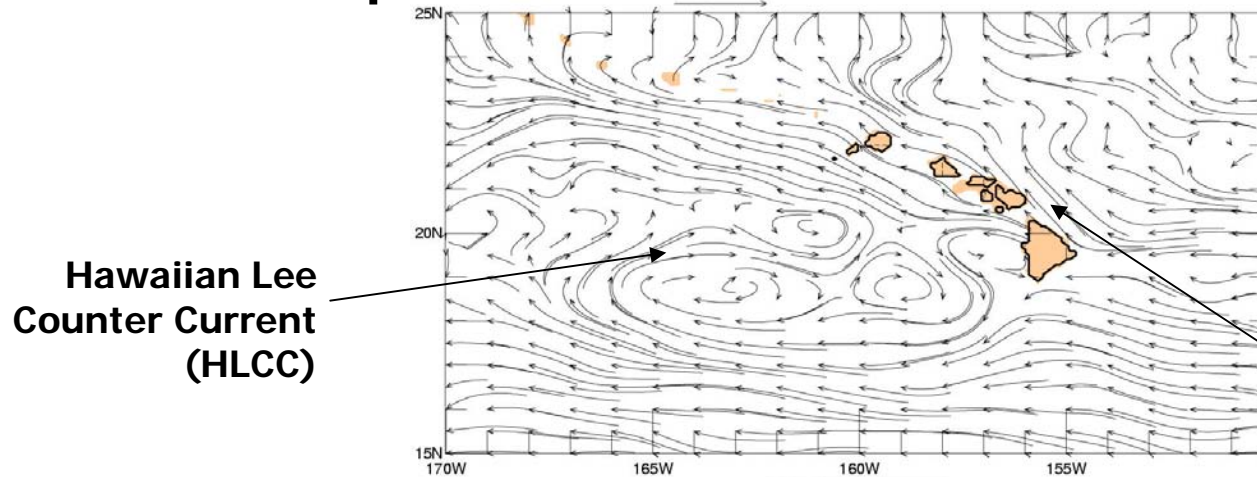 25N
20N
15N
170W
165W
160W
155W
Hawaiian Lee
Counter Current
(HLCC)